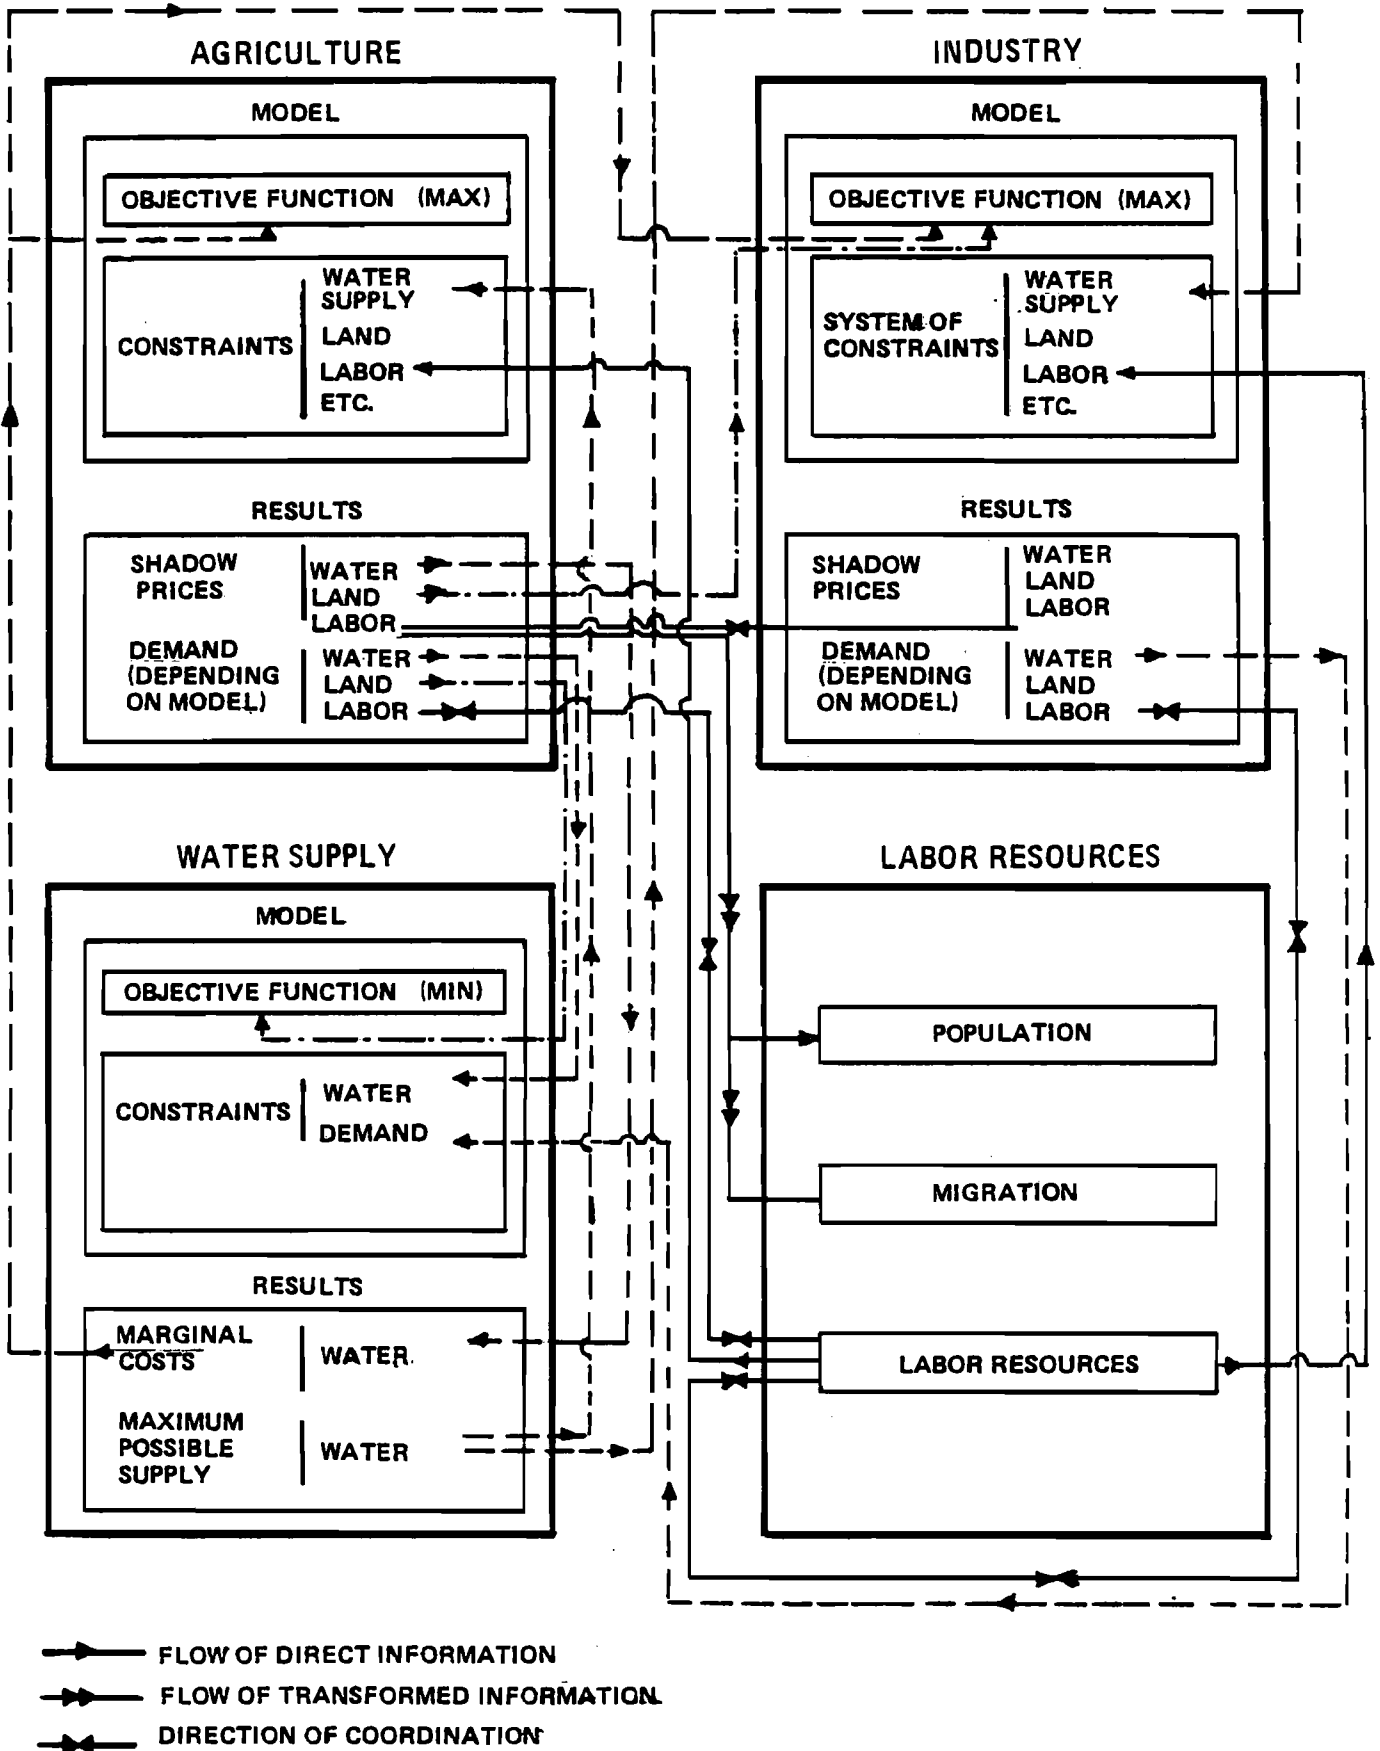 AGRICULTURE
MODEL
OBJECTIVE FUNCTION (MAX)
CONSTRAINTS
WATER
SUPPLY
LAND
LABOR
ETC.
RESULTS
SHADOW
PRICES
WATER
LAND
LABOR
DEMAND
(DEPENDING
ON MODEL)
WATER
LAND
LABOR
INDUSTRY
MODEL
OBJECTIVE FUNCTION (MAX)
SYSTEM OF
CONSTRAINTS
WATER
SUPPLY
LAND
LABOR
ETC.
RESULTS
SHADOW
PRICES
WATER
LAND
LABOR
DEMAND
(DEPENDING
ON MODEL)
WATER
LAND
LABOR
WATER SUPPLY
MODEL
OBJECTIVE FUNCTION (MIN)
CONSTRAINTS
WATER
DEMAND
RESULTS
MARGINAL
COSTS
WATER
MAXIMUM
POSSIBLE
SUPPLY
WATER
LABOR RESOURCES
POPULATION
MIGRATION
LABOR RESOURCES
FLOW OF DIRECT INFORMATION
FLOW OF TRANSFORMED INFORMATION
DIRECTION OF COORDINATION